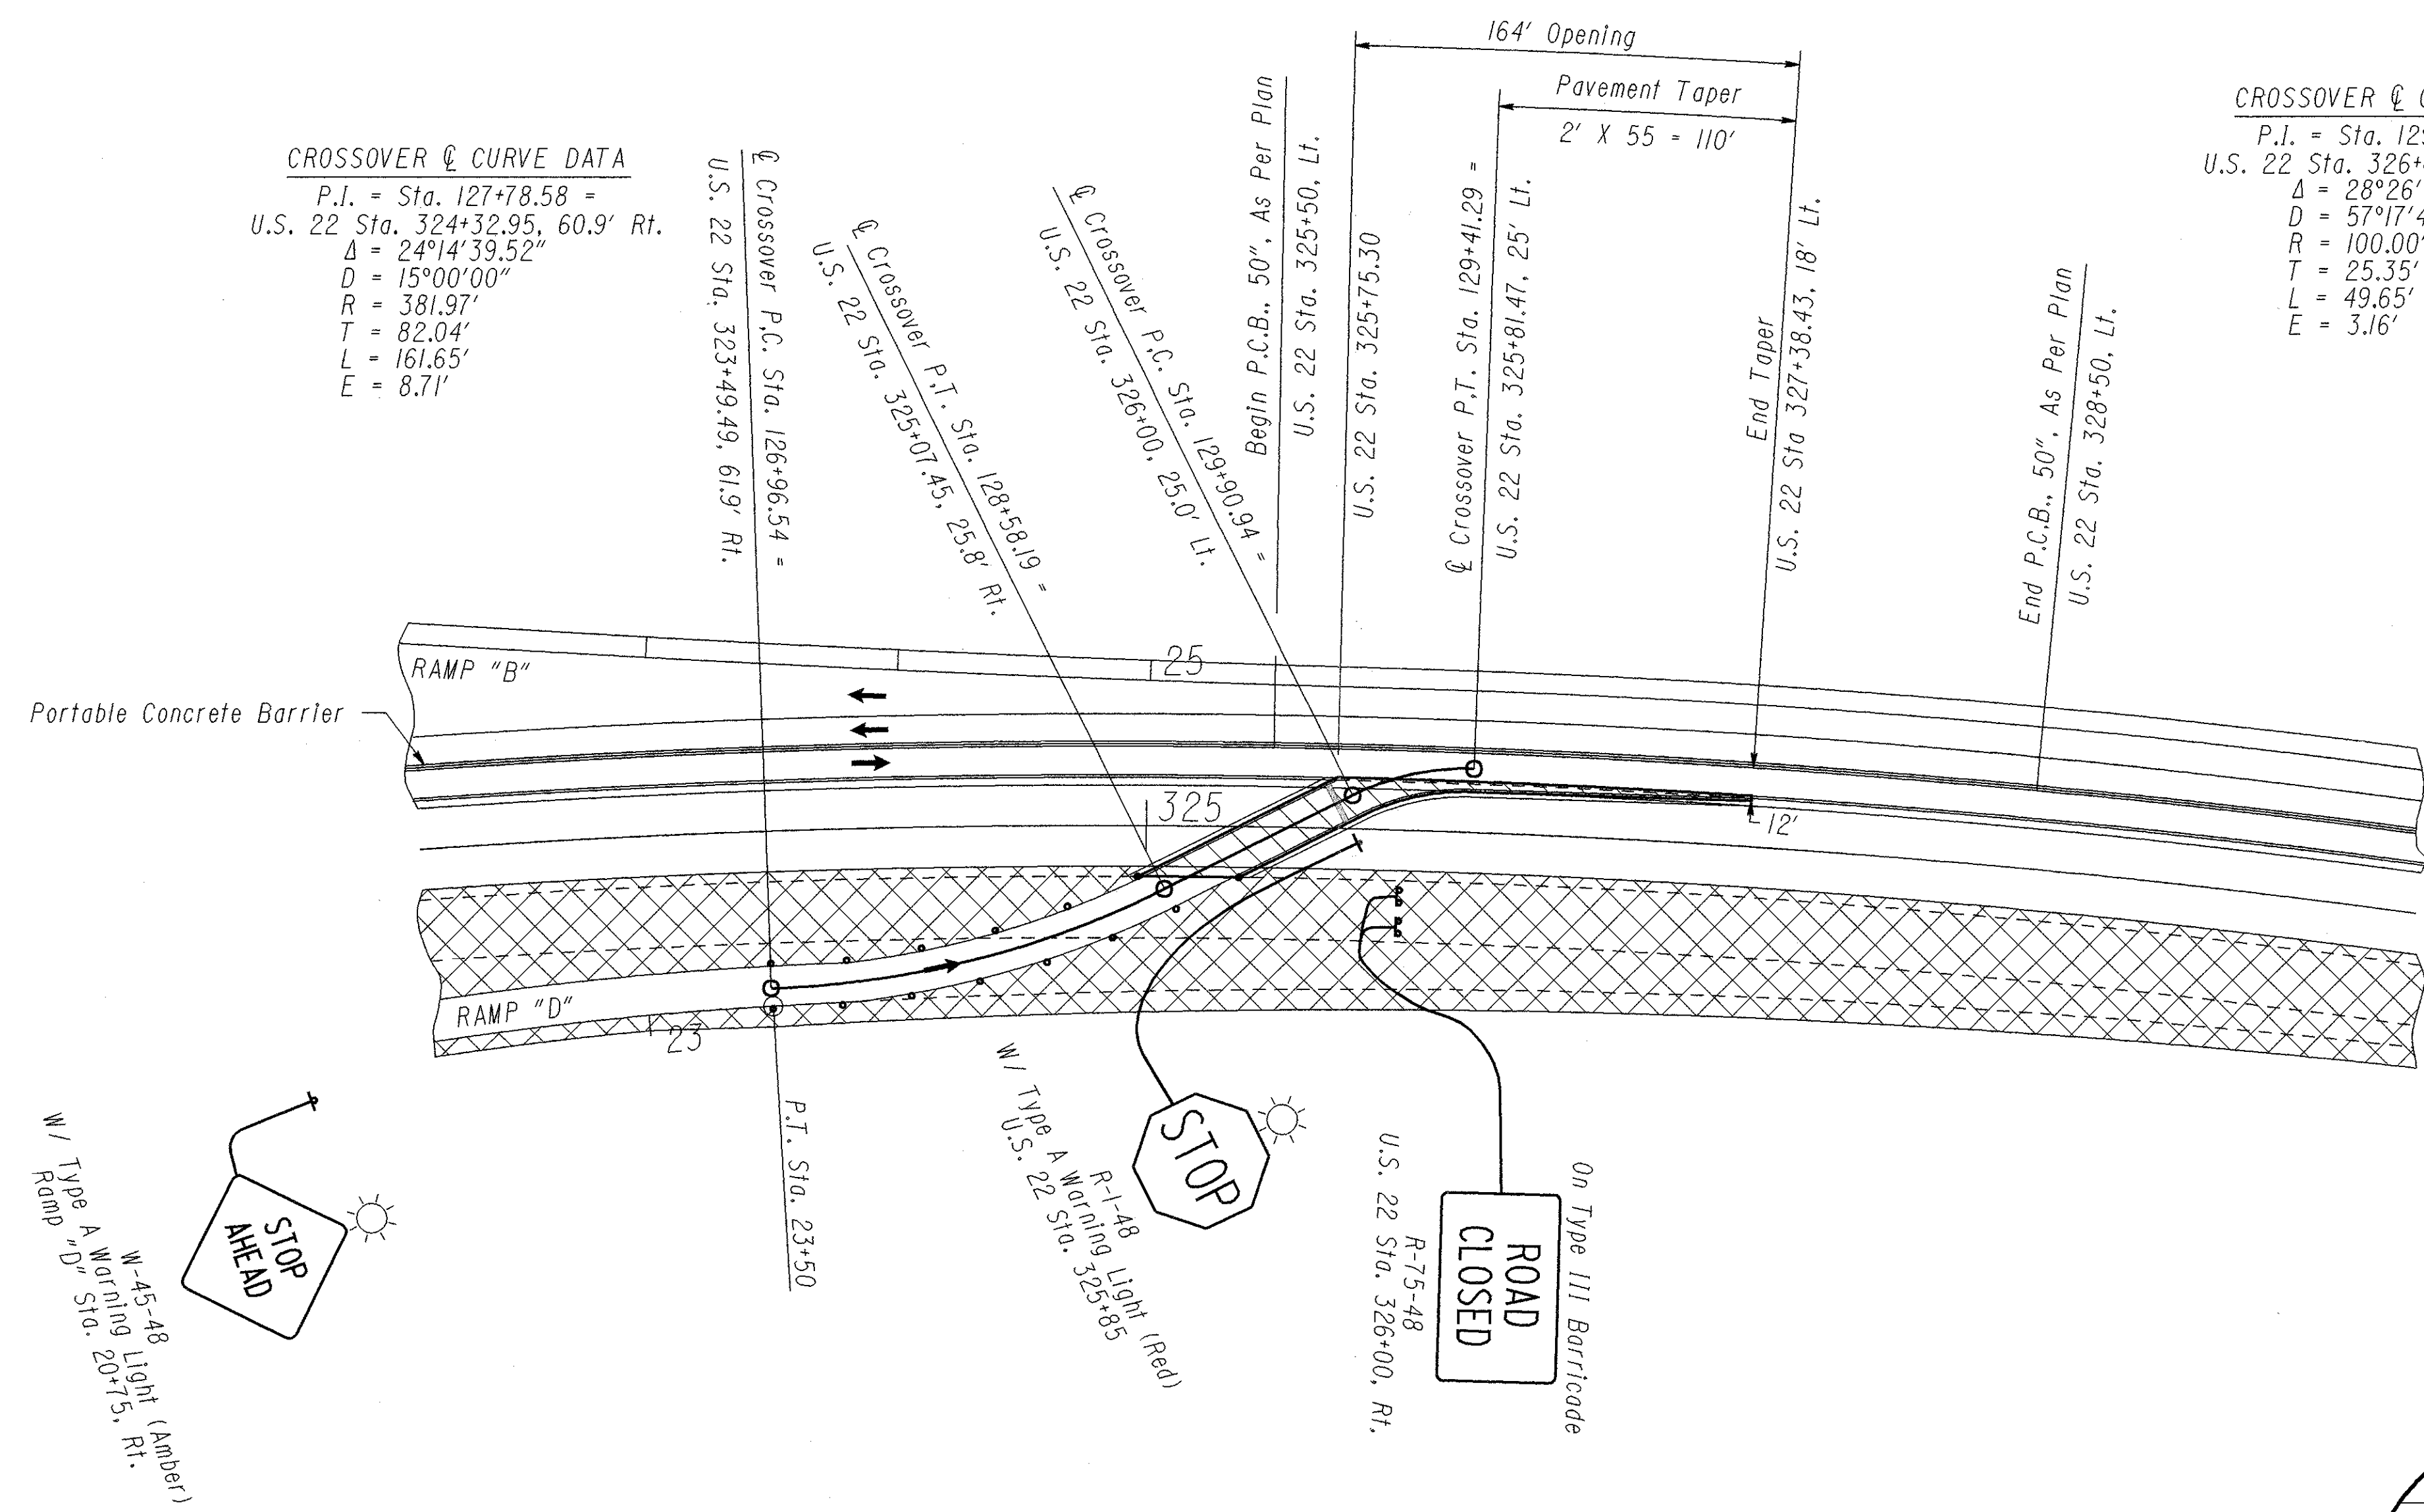 164' Opening
Pavement Taper
2' X 55 = 110'
CROSSOVER ℄ CURVE DATA
P.I. = Sta. 127+78.58 =
U.S. 22 Sta. 324+32.95, 60.9' Rt.
Δ = 24°14'39.52"
D = 15°00'00"
R = 381.97'
T = 82.04'
L = 161.65'
E = 8.71'
℄ Crossover P.C. Sta. 126+96.54 =
U.S. 22 Sta. 323+49.49, 61.9' Rt.
℄ Crossover P.T. Sta. 128+58.19 =
U.S. 22 Sta. 325+07.45, 25.8' Rt.
℄ Crossover P.C. Sta. 129+90.94 =
U.S. 22 Sta. 326+00, 25.0' Lt.
Begin P.C.B., 50", As Per Plan
U.S. 22 Sta. 325+50, Lt.
U.S. 22 Sta. 325+75.30
℄ Crossover P.T. Sta. 129+41.29 =
U.S. 22 Sta. 325+81.47, 25' Lt.
End Taper
U.S. 22 Sta 327+38.43, 18' Lt.
End P.C.B., 50", As Per Plan
U.S. 22 Sta. 328+50, Lt.
CROSSOVER ℄
P.I. = Sta.
U.S. 22 Sta. 326+
Δ = 28°26'
D = 57°17'4
R = 100.00'
T = 25.35'
L = 49.65'
E = 3.16'
RAMP "B"
25
Portable Concrete Barrier
325
12'
RAMP "D"
23
P.T. Sta. 23+50
STOP
AHEAD
W-45-48
W/ Type A Warning Light (Amber)
Ramp "D" Sta. 20+75, Rt.
STOP
R-1-48
W/ Type A Warning Light (Red)
U.S. 22 Sta. 325+85
ROAD
CLOSED
On Type III Barricade
R-75-48
U.S. 22 Sta. 326+00, Rt.